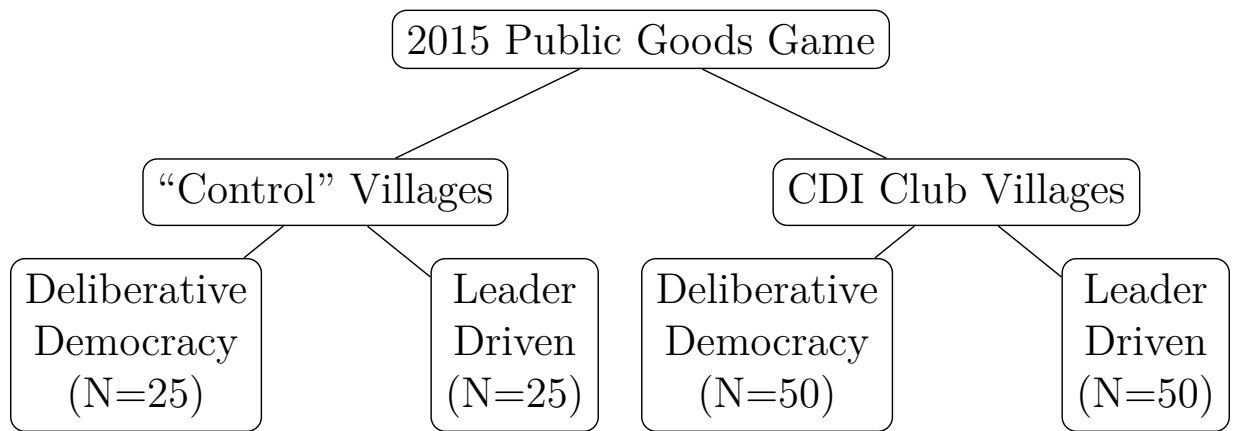 2015 Public Goods Game
“Control” Villages
CDI Club Villages
Deliberative
Democracy
(N=25)
Leader
Driven
(N=25)
Deliberative
Democracy
(N=50)
Leader
Driven
(N=50)